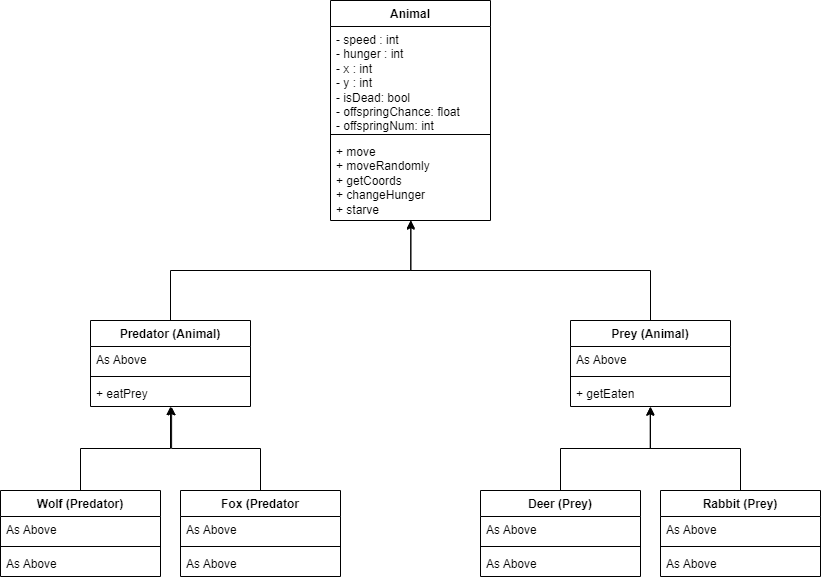 Animal
- speed : int
- hunger : int
- x : int
- y : int
- isDead: bool
- offspringChance: float
- offspringNum: int
+ move
+ moveRandomly
+ getCoords
+ changeHunger
+ starve
Predator (Animal)
As Above
+ eatPrey
Prey (Animal)
As Above
+ getEaten
Wolf (Predator)
As Above
As Above
Fox (Predator
As Above
As Above
Deer (Prey)
As Above
As Above
Rabbit (Prey)
As Above
As Above